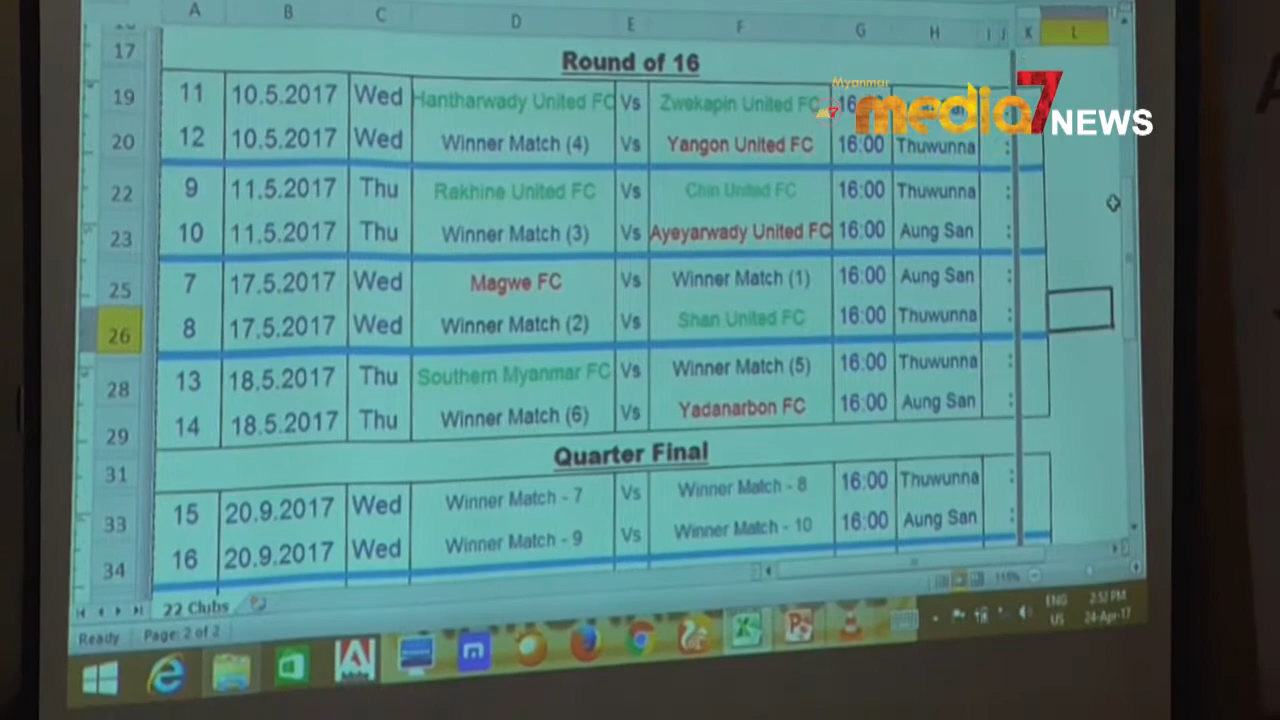 A B C D E F G H I J K L
17 Round of 16
19 11 10.5.2017 Wed Hantharwady United FC Vs Zwekapin United FC 16:00
20 12 10.5.2017 Wed Winner Match (4) Vs Yangon United FC 16:00 Thuwunna :
22 9 11.5.2017 Thu Rakhine United FC Vs Chin United FC 16:00 Thuwunna :
23 10 11.5.2017 Thu Winner Match (3) Vs Ayeyarwady United FC 16:00 Aung San :
25 7 17.5.2017 Wed Magwe FC Vs Winner Match (1) 16:00 Aung San :
26 8 17.5.2017 Wed Winner Match (2) Vs Shan United FC 16:00 Thuwunna :
28 13 18.5.2017 Thu Southern Myanmar FC Vs Winner Match (5) 16:00 Thuwunna :
29 14 18.5.2017 Thu Winner Match (6) Vs Yadanarbon FC 16:00 Aung San :
31 Quarter Final
33 15 20.9.2017 Wed Winner Match - 7 Vs Winner Match - 8 16:00 Thuwunna :
34 16 20.9.2017 Wed Winner Match - 9 Vs Winner Match - 10 16:00 Aung San :
Myanmar
media7 NEWS
22 Clubs
Ready Page: 2 of 2 118%
Adobe
ENG 2:52 PM
US 24-Apr-17